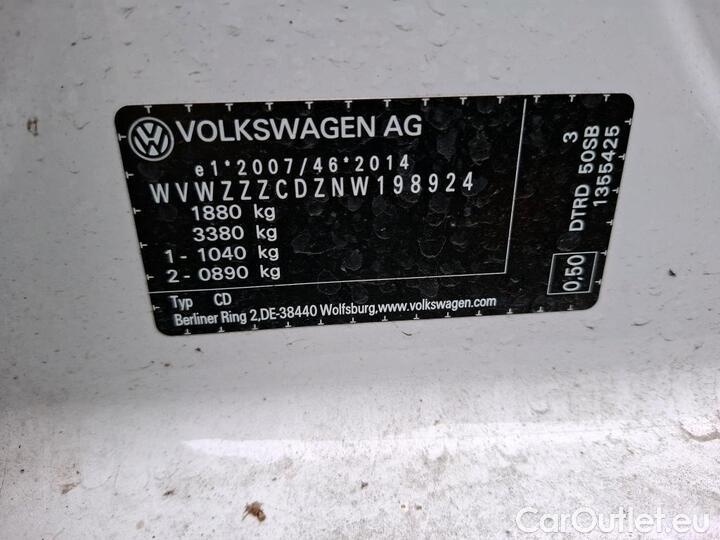 VOLKSWAGEN AG
e1*2007/46*2014
WVWZZZCDZNW198924
1880 kg
3380 kg
1 - 1040 kg
2 - 0890 kg
Typ CD
Berliner Ring 2,DE-38440 Wolfsburg,www.volkswagen.com
3
DTRD 50SB
1355425
0,50
CarOutlet.eu